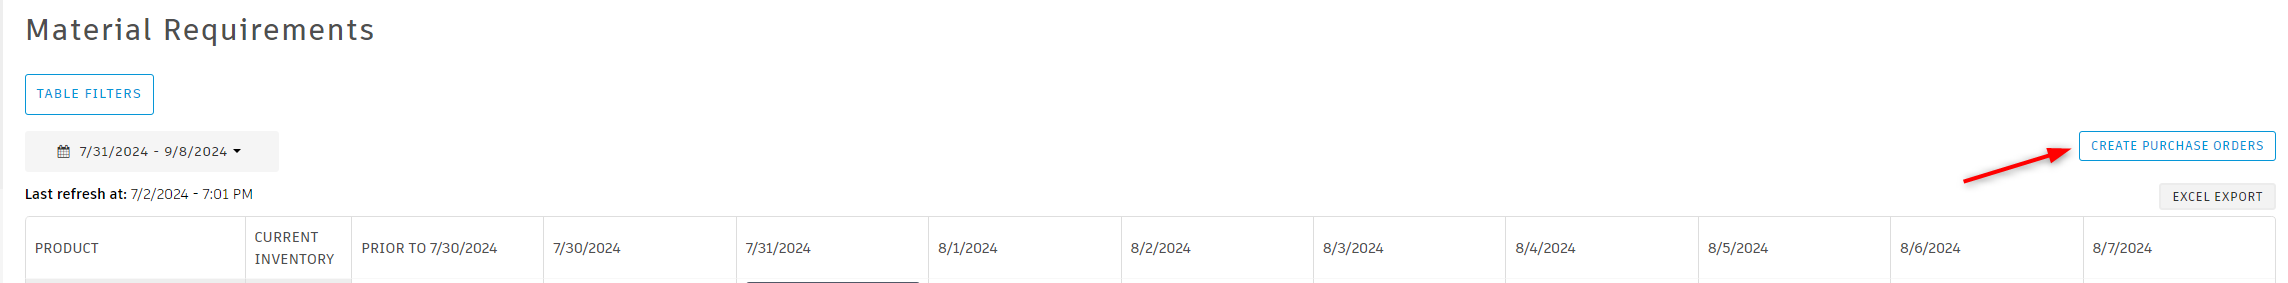 Material Requirements
TABLE FILTERS
7/31/2024 - 9/8/2024
CREATE PURCHASE ORDERS
Last refresh at: 7/2/2024 - 7:01 PM
EXCEL EXPORT
PRODUCT
CURRENT
INVENTORY
PRIOR TO 7/30/2024
7/30/2024
7/31/2024
8/1/2024
8/2/2024
8/3/2024
8/4/2024
8/5/2024
8/6/2024
8/7/2024